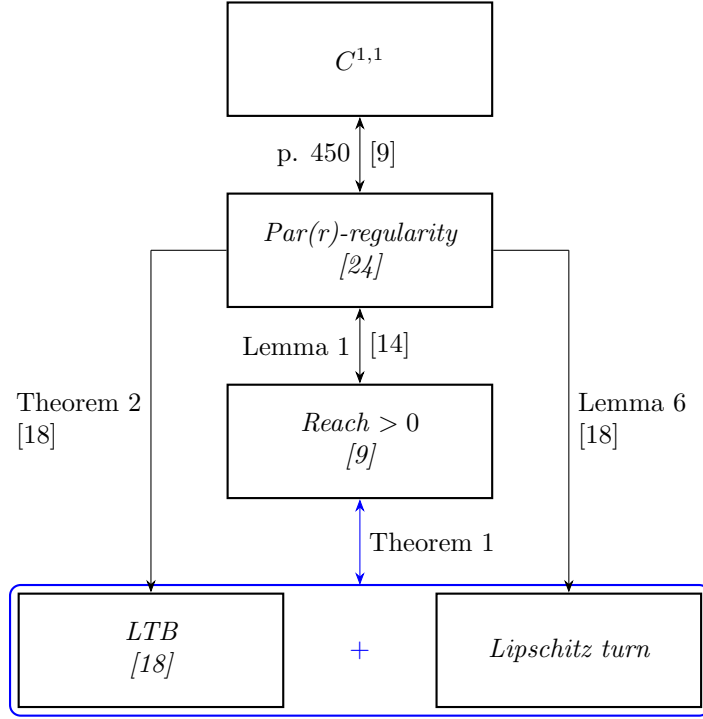 C^{1,1}
p. 450 [9]
Par(r)-regularity
[24]
Lemma 1 [14]
Theorem 2
[18]
Lemma 6
[18]
Reach > 0
[9]
Theorem 1
LTB
[18]
+
Lipschitz turn